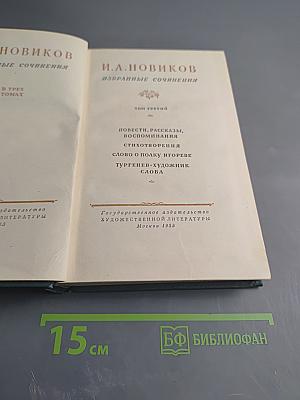 НОВИКОВ
НЫЕ СОЧИНЕНИЯ
В ТРЕХ
ТОМАХ
И.А.НОВИКОВ
ИЗБРАННЫЕ СОЧИНЕНИЯ
ТОМ ТРЕТИЙ
ПОВЕСТИ, РАССКАЗЫ,
ВОСПОМИНАНИЯ
СТИХОТВОРЕНИЯ
СЛОВО О ПОЛКУ ИГОРЕВЕ
ТУРГЕНЕВ-ХУДОЖНИК
СЛОВА
Государственное издательство
ХУДОЖЕСТВЕННОЙ ЛИТЕРАТУРЫ
Москва 1955
15 см
БФ БИБЛИОФАН